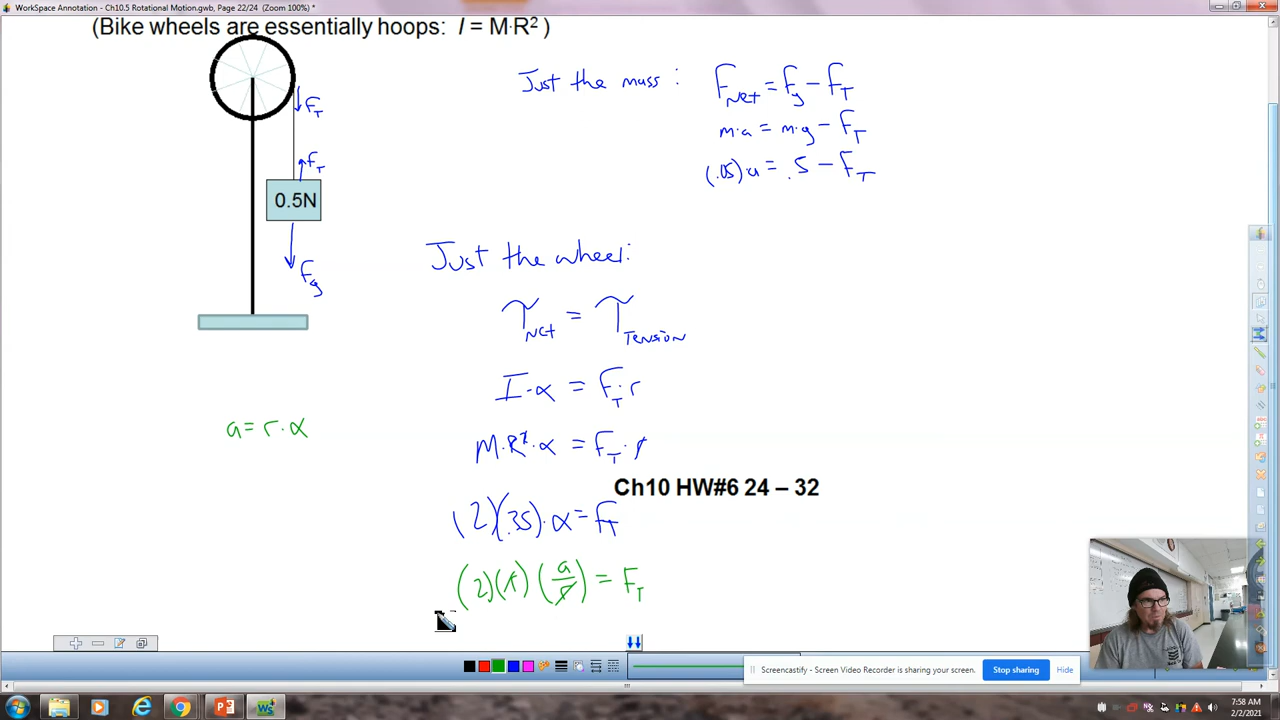 WorkSpace Annotation - Ch10.5 Rotational Motion.gwb, Page 22/24 (Zoom 100%) *
(Bike wheels are essentially hoops: I = M·R² )
Just the mass :
F_Net = F_g - F_T
m·a = m·g - F_T
(.05)·a = .5 - F_T
F_T
F_T
0.5N
F_g
Just the wheel:
τ_Net = τ_Tension
I·α = F_T·r
a = r·α
M·R²·α = F_T·r
Ch10 HW#6 24 – 32
(2)(.35)·α = F_T
(2)(r)(a/r) = F_T
Screencastify - Screen Video Recorder is sharing your screen.
Stop sharing
Hide
7:58 AM
2/2/2021